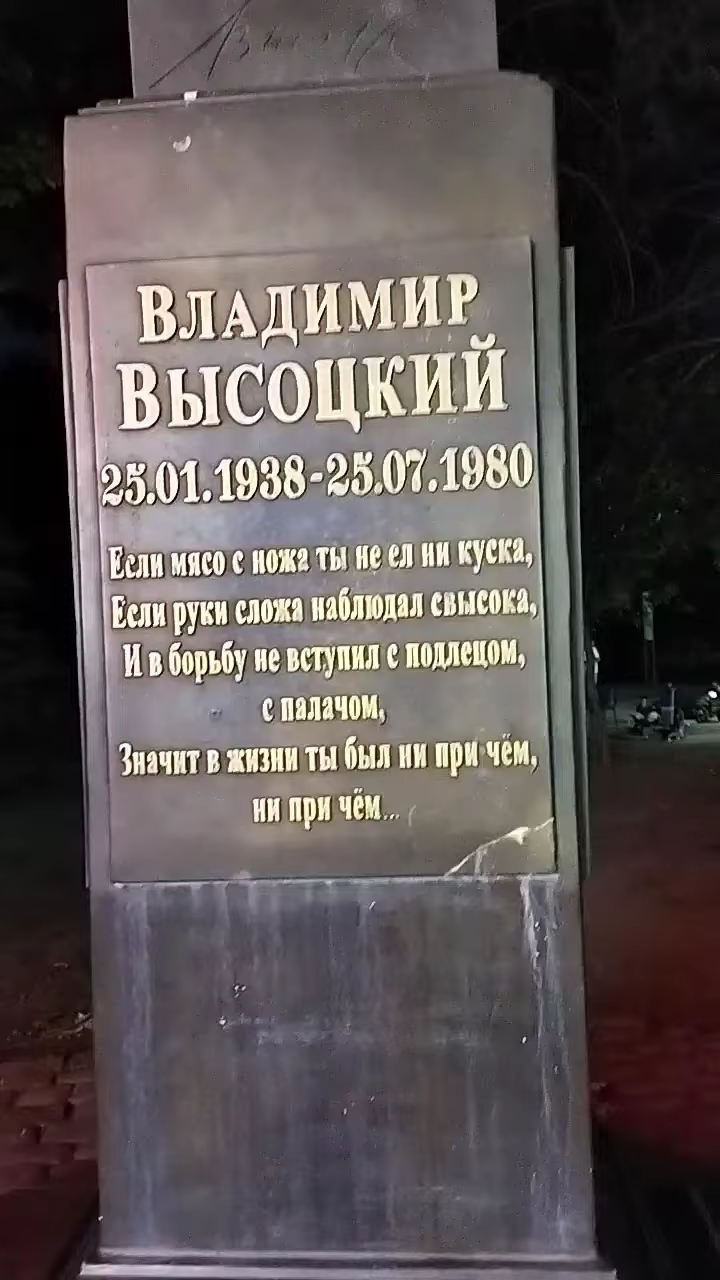 ВЛАДИМИР
ВЫСОЦКИЙ
25.01.1938-25.07.1980
Если мясо с ножа ты не ел ни куска,
Если руки сложа наблюдал свысока,
И в борьбу не вступил с подлецом,
с палачом,
Значит в жизни ты был ни при чём,
ни при чём...